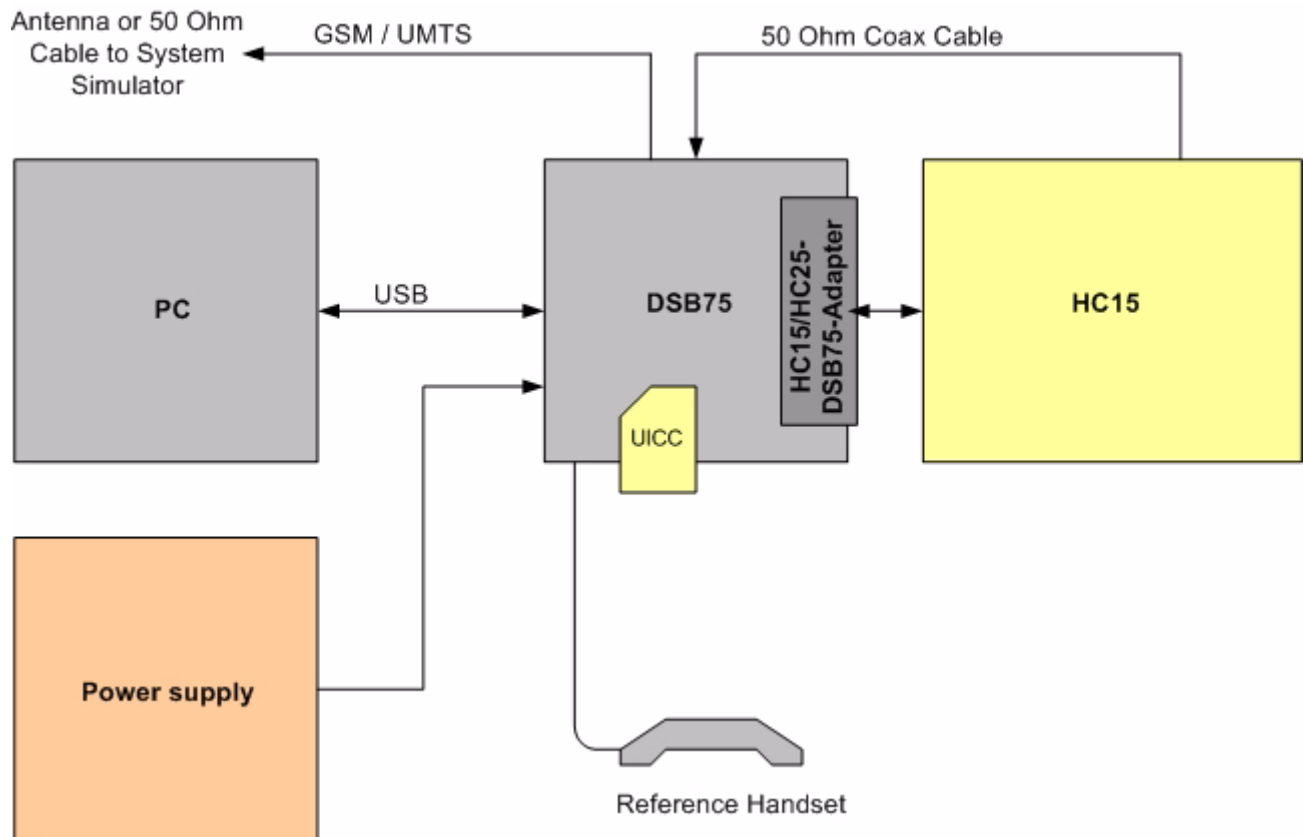 Antenna or 50 Ohm
Cable to System
Simulator
GSM / UMTS
50 Ohm Coax Cable
PC
USB
DSB75
HC15/HC25-
DSB75-Adapter
HC15
UICC
Power supply
Reference Handset